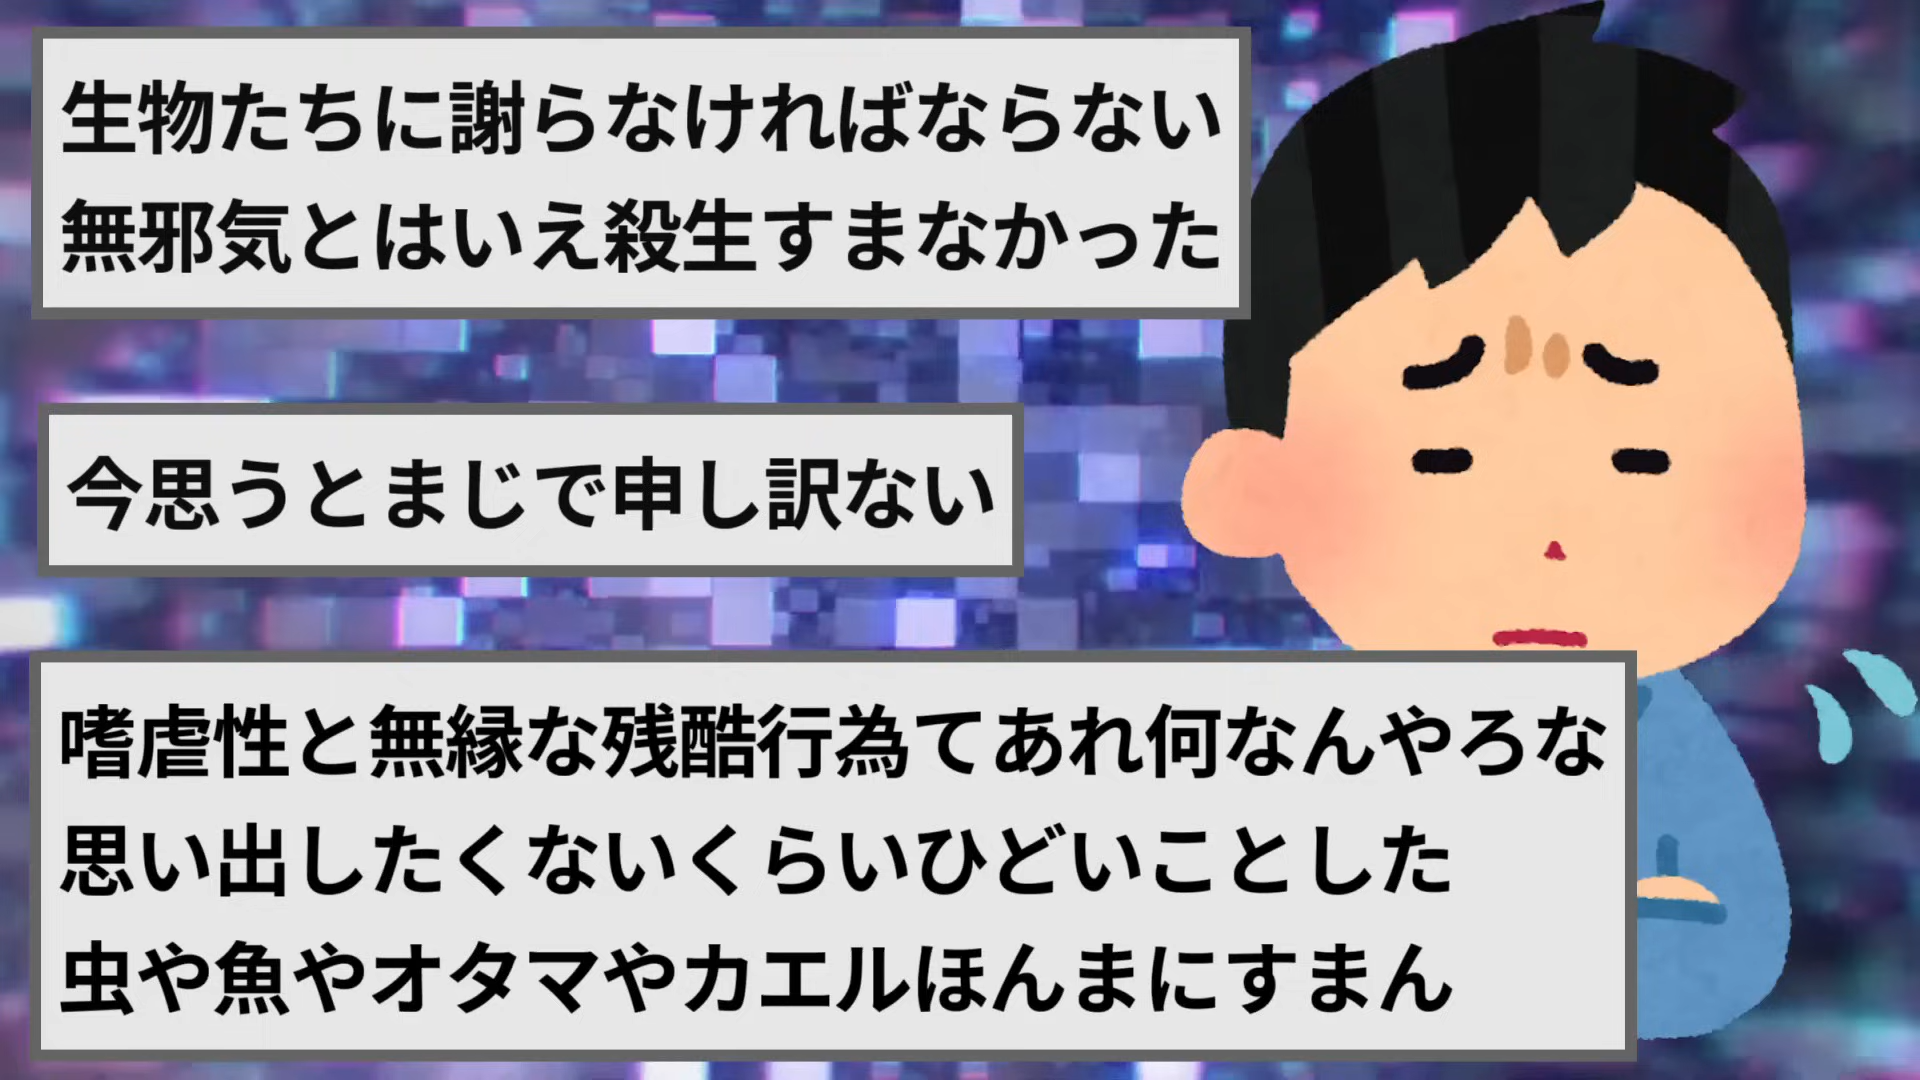 生物たちに謝らなければならない
無邪気とはいえ殺生すまなかった
今思うとまじで申し訳ない
嗜虐性と無縁な残酷行為てあれ何なんやろな
思い出したくないくらいひどいことした
虫や魚やオタマやカエルほんまにすまん